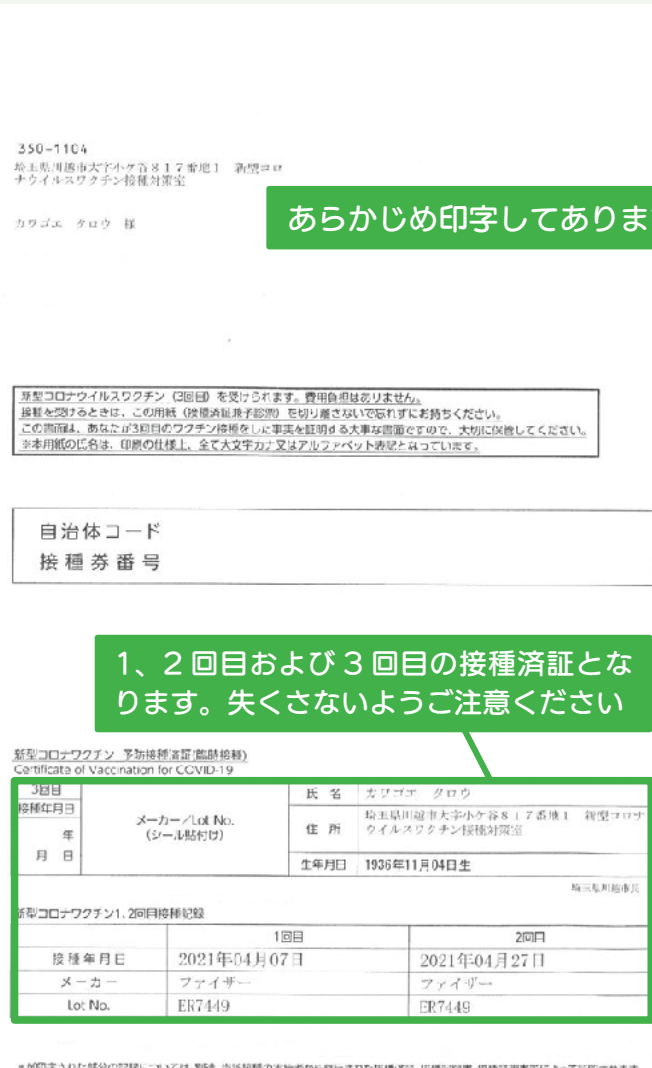 350-1104
埼玉県川越市大字小ケ谷８１７番地１　新型コロ
ナウイルスワクチン接種対策室
カワゴエ　タロウ　様
あらかじめ印字してありま
新型コロナウイルスワクチン（3回目）を受けられます。費用負担はありません。
接種を受けるときは、この用紙（接種済証兼予診票）を切り離さないで忘れずにお持ちください。
この書面は、あなたが3回目のワクチン接種をした事実を証明する大事な書面ですので、大切に保管してください。
※本用紙の氏名は、印刷の仕様上、全て大文字カナ又はアルファベット表記となっています。
自治体コード
接種券番号
1、2回目および3回目の接種済証とな
ります。失くさないようご注意ください
新型コロナワクチン 予防接種済証(臨時接種)
Certificate of Vaccination for COVID-19
3回目
接種年月日
年
月　日
メーカー／Lot No.
(シール貼付け)
氏　名　カワゴエ　タロウ
住　所　埼玉県川越市大字小ケ谷８１７番地１　新型コロナ
ウイルスワクチン接種対策室
生年月日　1936年11月04日生
埼玉県川越市長
新型コロナワクチン1、2回目接種記録
1回目　2回目
接種年月日　2021年04月07日　2021年04月27日
メーカー　ファイザー　ファイザー
Lot No.　ER7449　ER7449